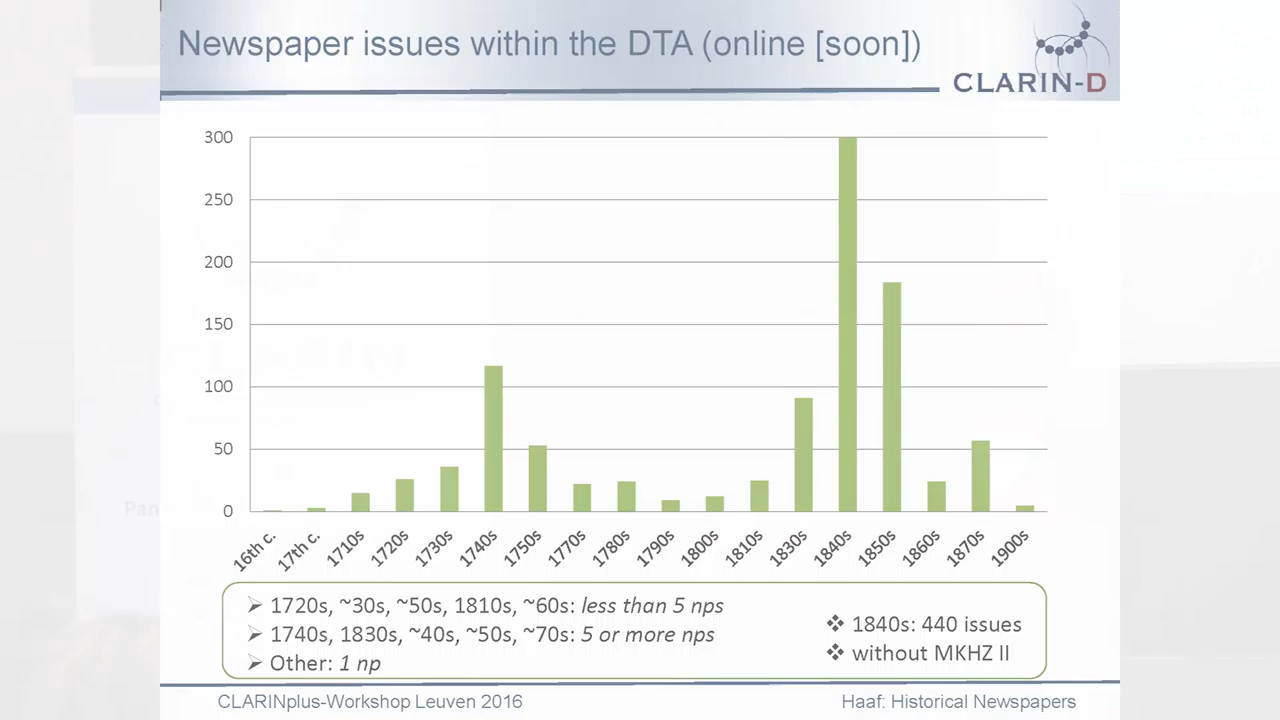 Newspaper issues within the DTA (online [soon])
CLARIN-D
300
250
200
150
100
50
0
16th c.
17th c.
1710s
1720s
1730s
1740s
1750s
1770s
1780s
1790s
1800s
1810s
1830s
1840s
1850s
1860s
1870s
1900s
➢ 1720s, ~30s, ~50s, 1810s, ~60s: less than 5 nps
➢ 1740s, 1830s, ~40s, ~50s, ~70s: 5 or more nps
➢ Other: 1 np
❖ 1840s: 440 issues
❖ without MKHZ II
CLARINplus-Workshop Leuven 2016
Haaf: Historical Newspapers